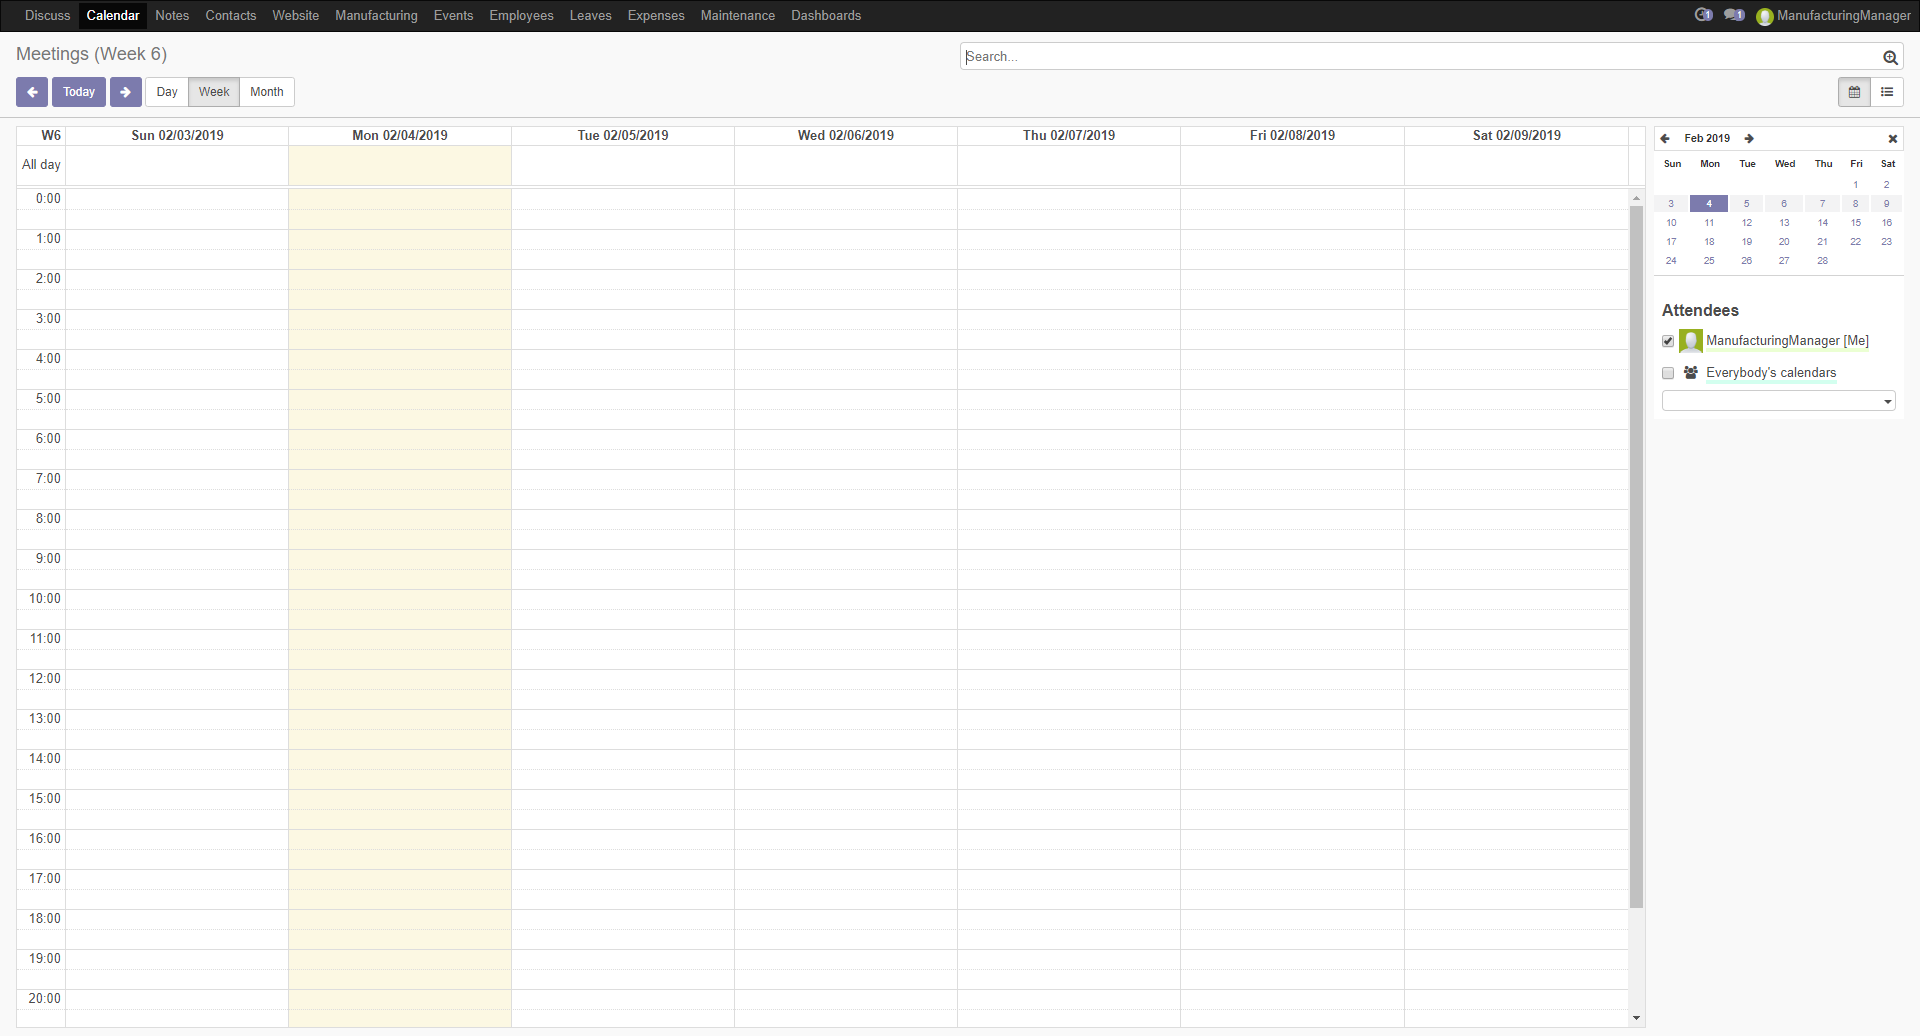 Discuss Calendar Notes Contacts Website Manufacturing Events Employees Leaves Expenses Maintenance Dashboards 1 1 ManufacturingManager
Meetings (Week 6)
Search...
Today Day Week Month
W6 Sun 02/03/2019 Mon 02/04/2019 Tue 02/05/2019 Wed 02/06/2019 Thu 02/07/2019 Fri 02/08/2019 Sat 02/09/2019
All day
0:00
1:00
2:00
3:00
4:00
5:00
6:00
7:00
8:00
9:00
10:00
11:00
12:00
13:00
14:00
15:00
16:00
17:00
18:00
19:00
20:00
Feb 2019
Sun Mon Tue Wed Thu Fri Sat
1 2
3 4 5 6 7 8 9
10 11 12 13 14 15 16
17 18 19 20 21 22 23
24 25 26 27 28
Attendees
ManufacturingManager [Me]
Everybody's calendars